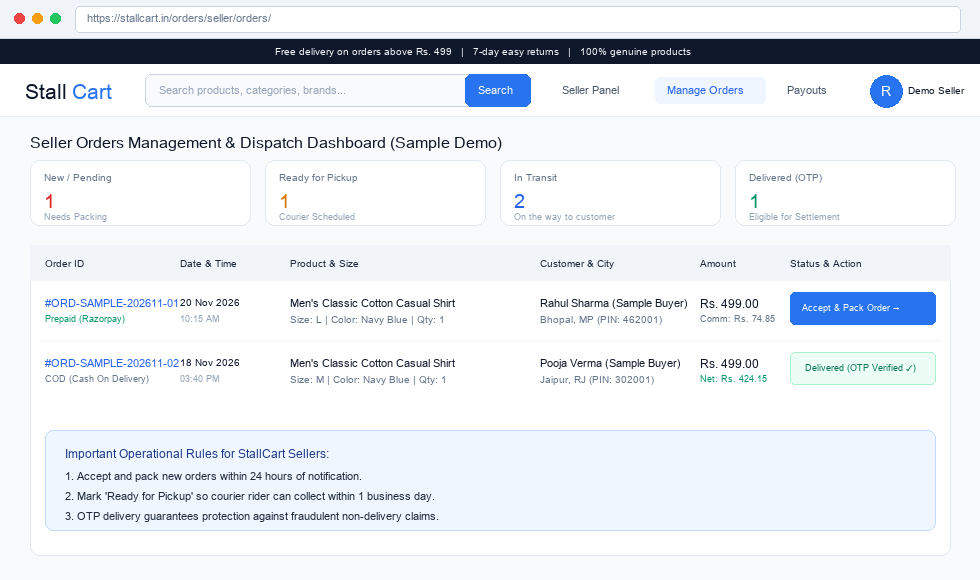 https://stallcart.in/orders/seller/orders/
Free delivery on orders above Rs. 499 | 7-day easy returns | 100% genuine products
Stall Cart
Search products, categories, brands...
Search
Seller Panel
Manage Orders
Payouts
R
Demo Seller
Seller Orders Management & Dispatch Dashboard (Sample Demo)
New / Pending
1
Needs Packing
Ready for Pickup
1
Courier Scheduled
In Transit
2
On the way to customer
Delivered (OTP)
1
Eligible for Settlement
Order ID Date & Time Product & Size Customer & City Amount Status & Action
#ORD-SAMPLE-202611-01 20 Nov 2026 Men's Classic Cotton Casual Shirt Rahul Sharma (Sample Buyer) Rs. 499.00 Accept & Pack Order →
Prepaid (Razorpay) 10:15 AM Size: L | Color: Navy Blue | Qty: 1 Bhopal, MP (PIN: 462001) Comm: Rs. 74.85
#ORD-SAMPLE-202611-02 18 Nov 2026 Men's Classic Cotton Casual Shirt Pooja Verma (Sample Buyer) Rs. 499.00 Delivered (OTP Verified ✓)
COD (Cash On Delivery) 03:40 PM Size: M | Color: Navy Blue | Qty: 1 Jaipur, RJ (PIN: 302001) Net: Rs. 424.15
Important Operational Rules for StallCart Sellers:
1. Accept and pack new orders within 24 hours of notification.
2. Mark 'Ready for Pickup' so courier rider can collect within 1 business day.
3. OTP delivery guarantees protection against fraudulent non-delivery claims.